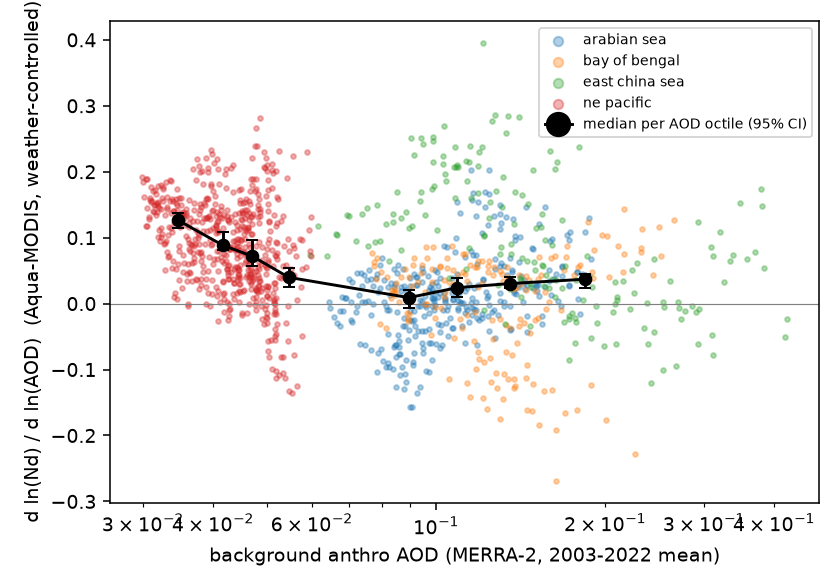 d ln(Nd) / d ln(AOD)  (Aqua-MODIS, weather-controlled)
0.4
0.3
0.2
0.1
0.0
−0.1
−0.2
−0.3
arabian sea
bay of bengal
east china sea
ne pacific
median per AOD octile (95% CI)
3 × 10⁻² 4 × 10⁻² 6 × 10⁻² 10⁻¹ 2 × 10⁻¹ 3 × 10⁻¹ 4 × 10⁻¹
background anthro AOD (MERRA-2, 2003-2022 mean)